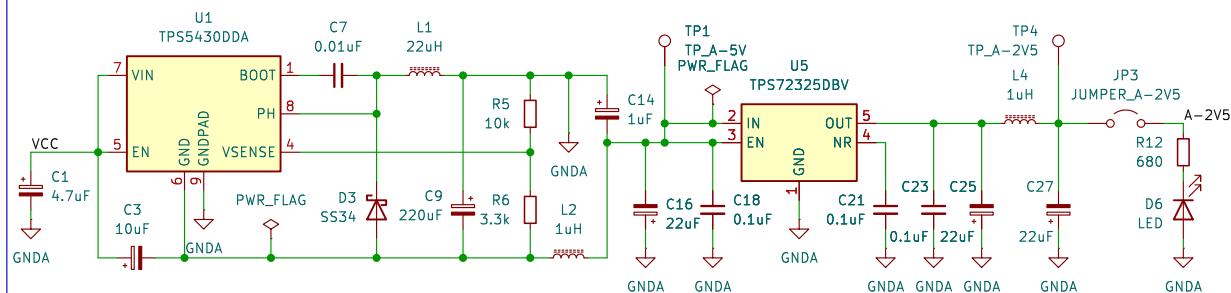 U1
TPS5430DDA
7
VIN
BOOT
1
8
PH
VCC
5
EN
VSENSE
4
GND
GNDPAD
6
9
GNDA
C1
4.7uF
GNDA
C3
10uF
PWR_FLAG
C7
0.01uF
L1
22uH
D3
SS34
C9
220uF
R5
10k
R6
3.3k
GNDA
L2
1uH
C14
1uF
TP1
TP_A-5V
PWR_FLAG
U5
TPS72325DBV
2
IN
OUT
5
3
EN
NR
4
GND
1
GNDA
C16
22uF
GNDA
C18
0.1uF
GNDA
C21
0.1uF
GNDA
C23
0.1uF
GNDA
C25
22uF
GNDA
TP4
TP_A-2V5
L4
1uH
C27
22uF
GNDA
JP3
JUMPER_A-2V5
A-2V5
R12
680
D6
LED
GNDA